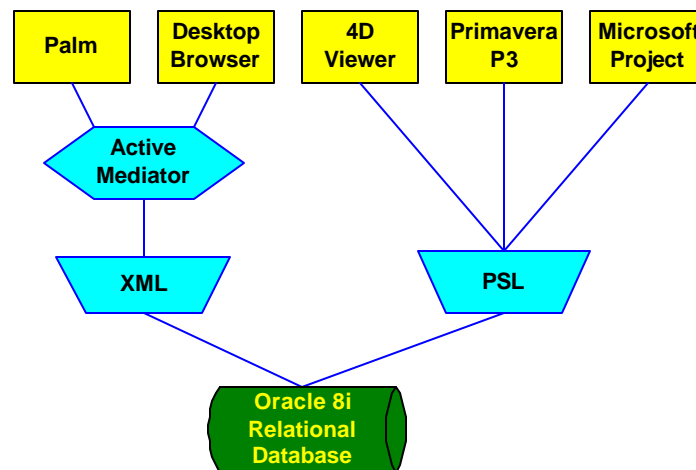 Palm
Desktop
Browser
4D
Viewer
Primavera
P3
Microsoft
Project
Active
Mediator
XML
PSL
Oracle 8i
Relational
Database